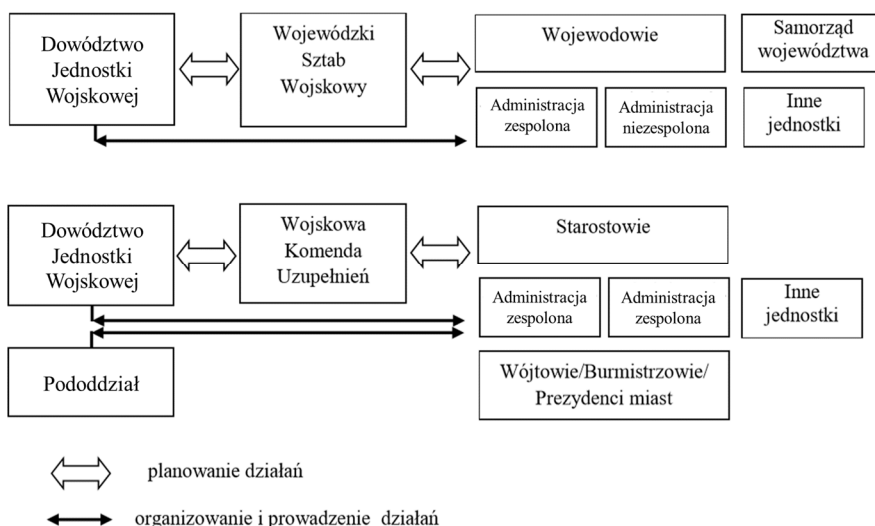 Dowództwo
Jednostki
Wojskowej
Wojewódzki
Sztab
Wojskowy
Wojewodowie
Samorząd
województwa
Administracja
zespolona
Administracja
niezespolona
Inne
jednostki
Dowództwo
Jednostki
Wojskowej
Wojskowa
Komenda
Uzupełnień
Starostowie
Administracja
zespolona
Administracja
zespolona
Inne
jednostki
Pododdział
Wójtowie/Burmistrzowie/
Prezydenci miast
planowanie działań
organizowanie i prowadzenie działań